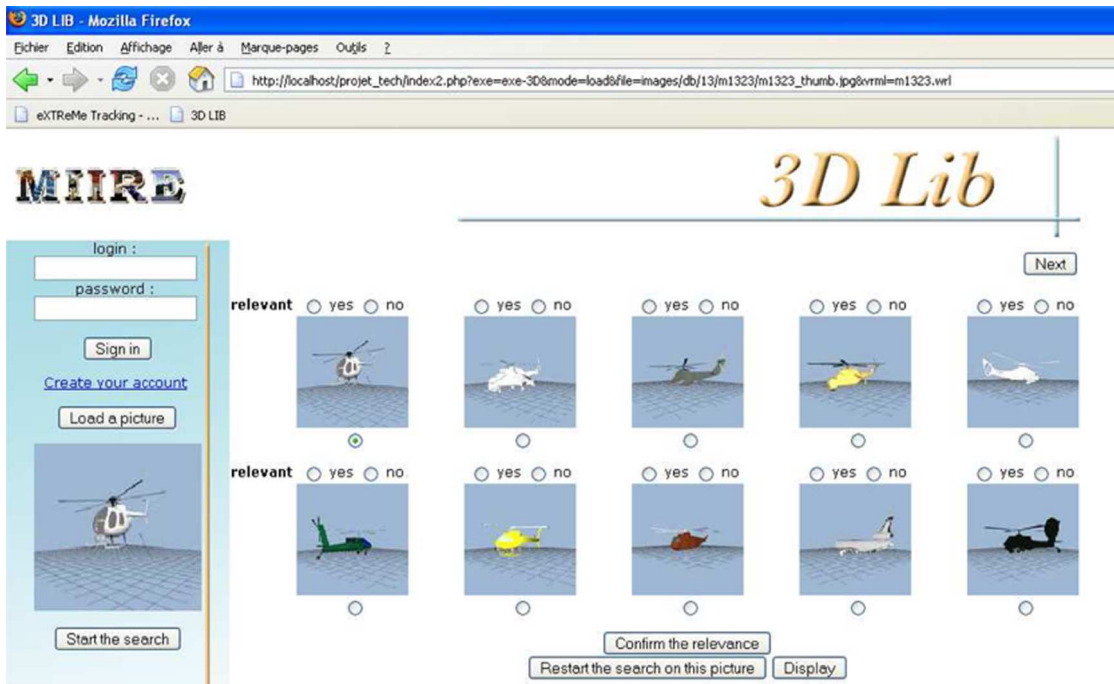 3D LIB - Mozilla Firefox
Fichier Edition Affichage Aller à Marque-pages Outils ?
http://localhost/projet_tech/index2.php?exe=exe-3D&mode=load&file=images/db/13/m1323/m1323_thumb.jpg&vrml=m1323.wrl
eXTReMe Tracking - ... 3D LIB
MIIRE
3D Lib
login :
password :
Sign in
Create your account
Load a picture
Start the search
Next
relevant yes no yes no yes no yes no yes no
relevant yes no yes no yes no yes no yes no
Confirm the relevance
Restart the search on this picture Display